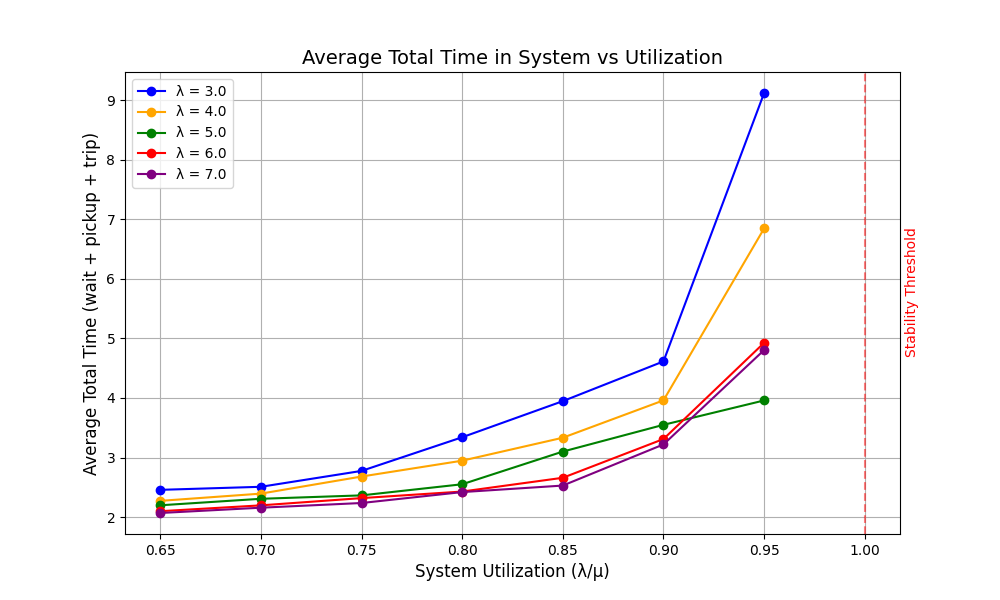 Average Total Time in System vs Utilization
λ = 3.0
λ = 4.0
λ = 5.0
λ = 6.0
λ = 7.0
Average Total Time (wait + pickup + trip)
9
8
7
6
5
4
3
2
0.65 0.70 0.75 0.80 0.85 0.90 0.95 1.00
System Utilization (λ/μ)
Stability Threshold